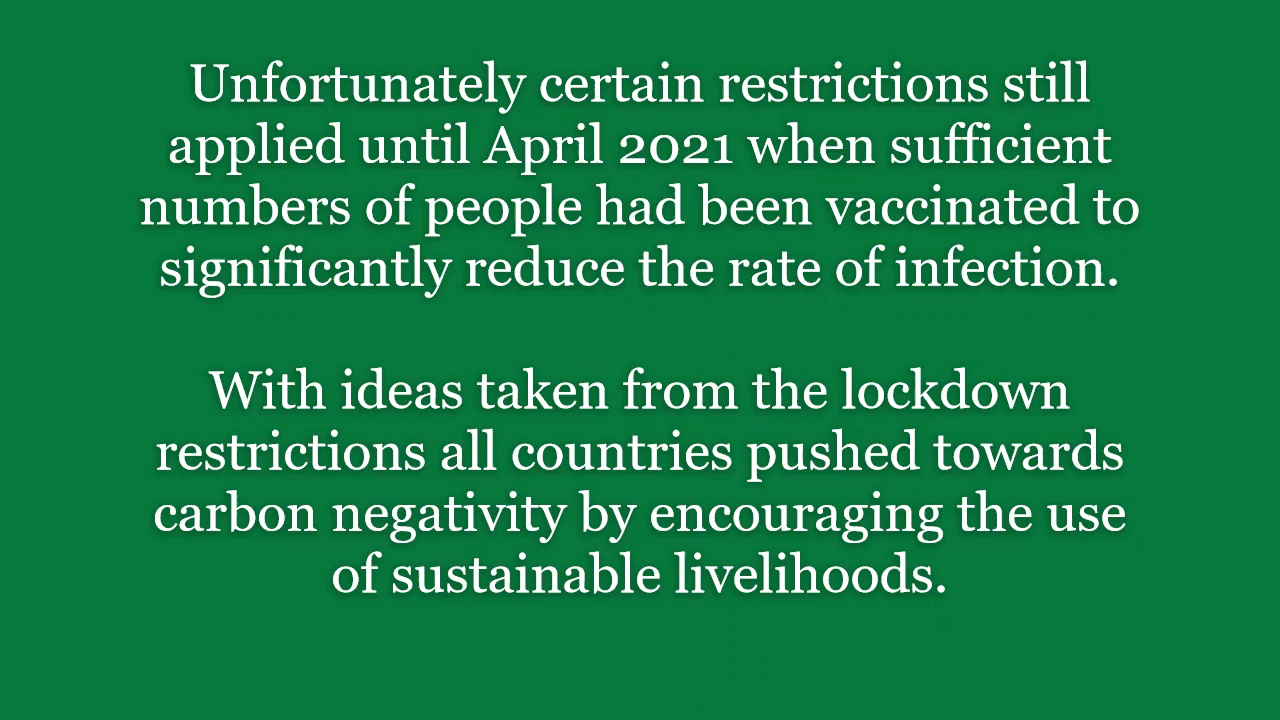 Unfortunately certain restrictions still
applied until April 2021 when sufficient
numbers of people had been vaccinated to
significantly reduce the rate of infection.
With ideas taken from the lockdown
restrictions all countries pushed towards
carbon negativity by encouraging the use
of sustainable livelihoods.